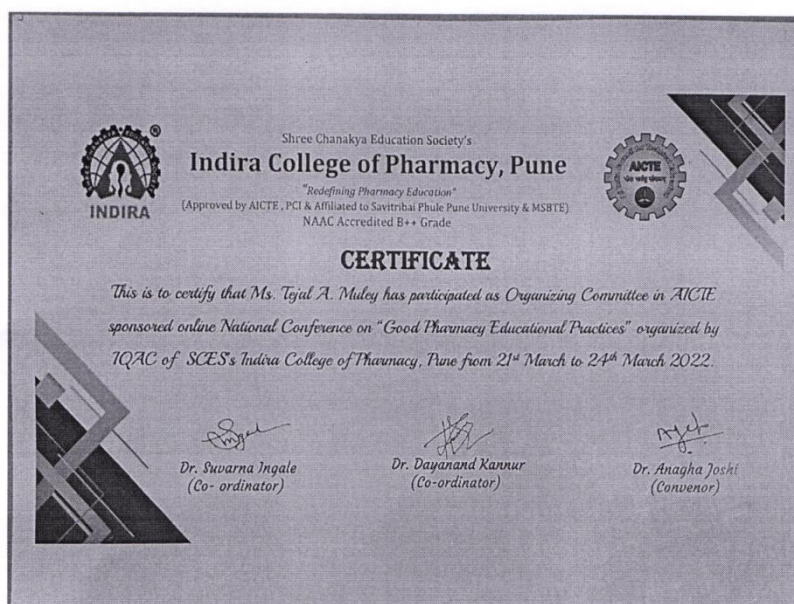 Shree Chanakya Education Society's
Indira College of Pharmacy, Pune
"Redefining Pharmacy Education"
(Approved by AICTE , PCI & Affiliated to Savitribai Phule Pune University & MSBTE)
NAAC Accredited B++ Grade
INDIRA
®
AICTE
CERTIFICATE
This is to certify that Ms. Tejal A. Muley has participated as Organizing Committee in AICTE
sponsored online National Conference on "Good Pharmacy Educational Practices" organized by
IQAC of SCES's Indira College of Pharmacy, Pune from 21st March to 24th March 2022.
Dr. Suvarna Ingale
(Co- ordinator)
Dr. Dayanand Kannur
(Co-ordinator)
Dr. Anagha Joshi
(Convenor)